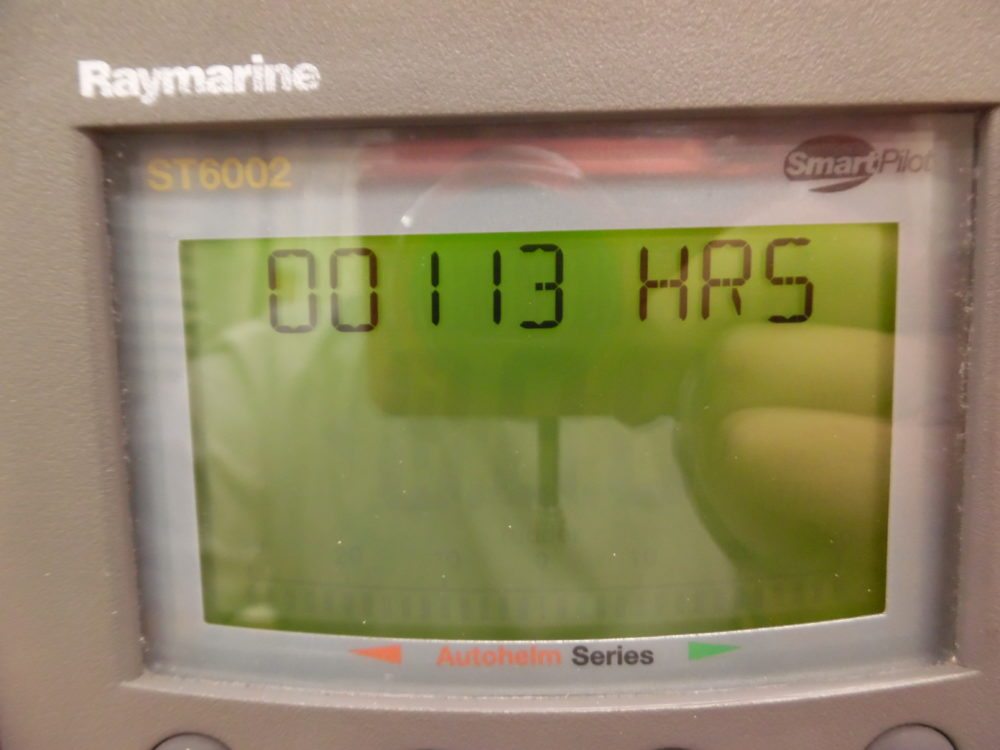 Raymarine
ST6002
SmartPilot
00113 HRS
Autohelm Series